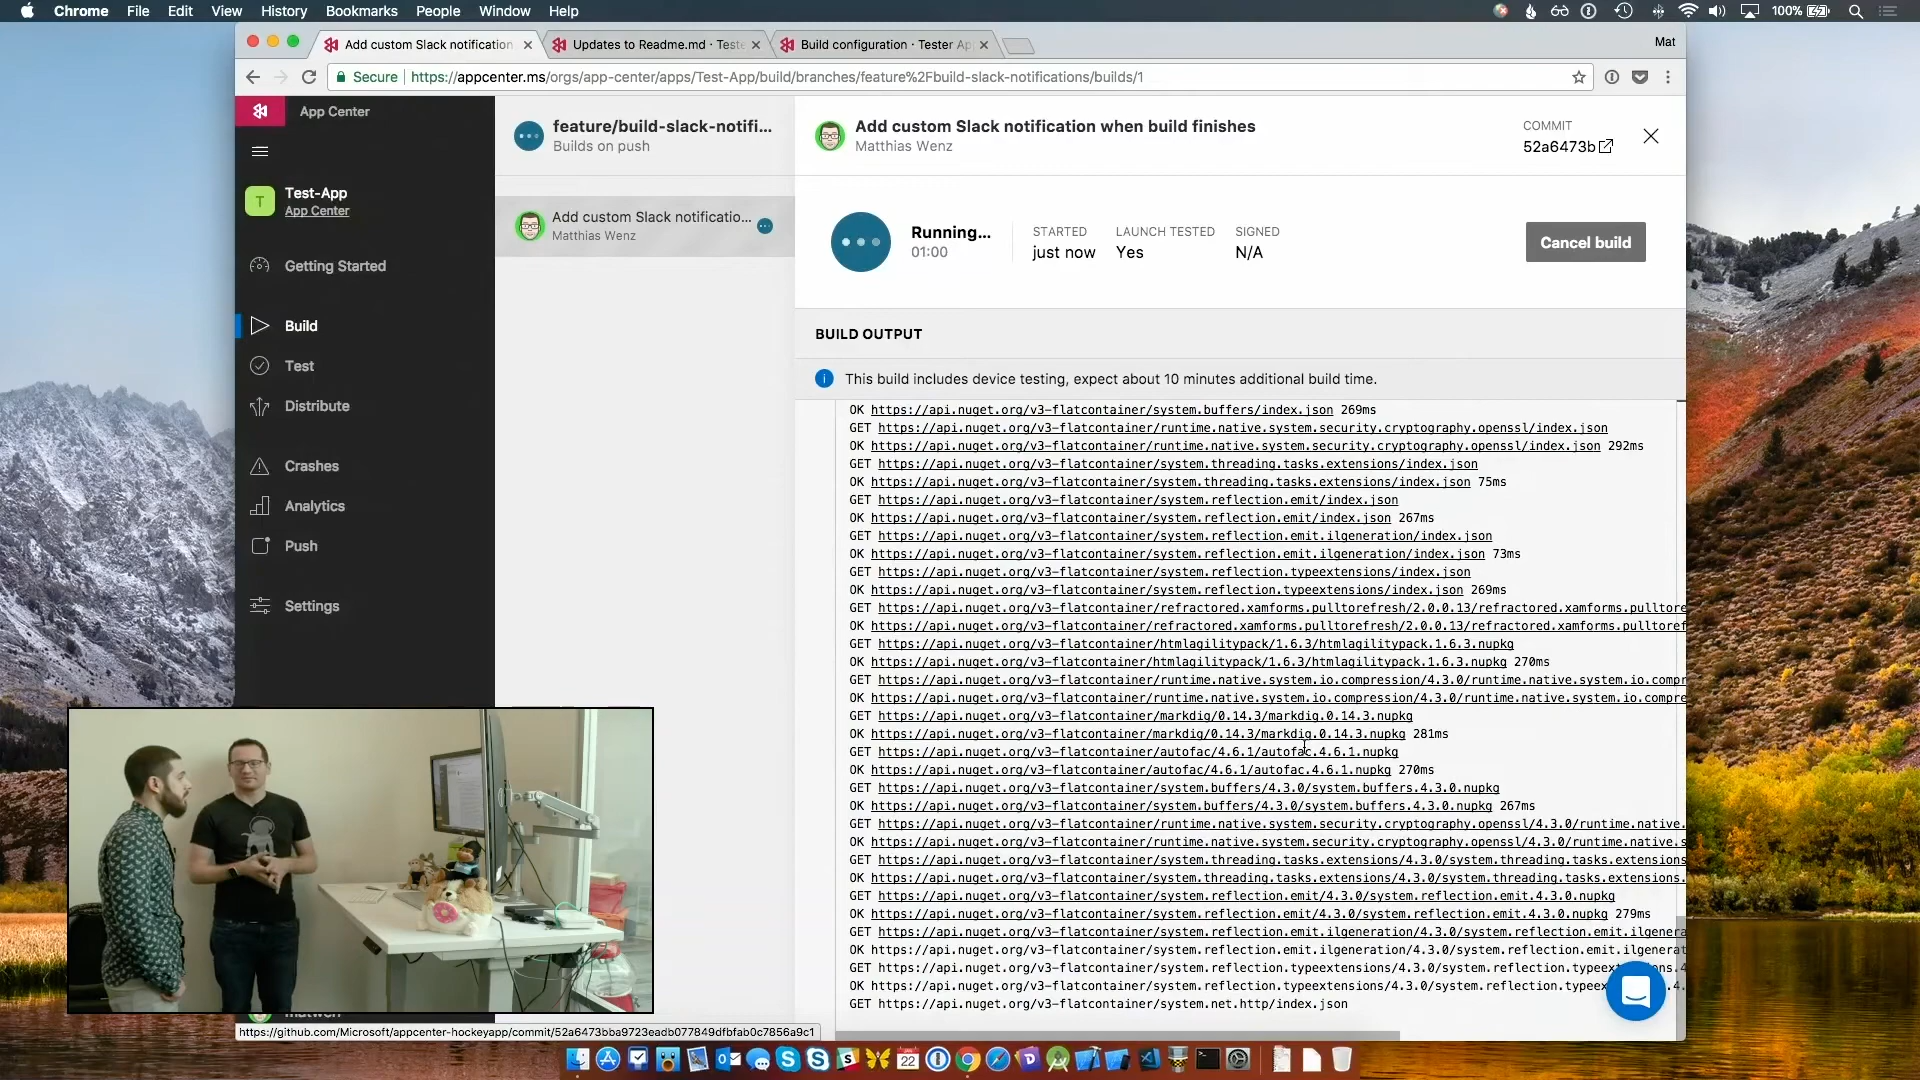 Chrome File Edit View History Bookmarks People Window Help 100%
Add custom Slack notification Updates to Readme.md · Teste Build configuration · Tester Ap Mat
Secure https://appcenter.ms/orgs/app-center/apps/Test-App/build/branches/feature%2Fbuild-slack-notifications/builds/1
App Center
T Test-App
App Center
Getting Started
Build
Test
Distribute
Crashes
Analytics
Push
Settings
feature/build-slack-notifi...
Builds on push
Add custom Slack notificatio...
Matthias Wenz
Add custom Slack notification when build finishes
Matthias Wenz
COMMIT
52a6473b
Running...
01:00
STARTED
just now
LAUNCH TESTED
Yes
SIGNED
N/A
Cancel build
BUILD OUTPUT
This build includes device testing, expect about 10 minutes additional build time.
OK https://api.nuget.org/v3-flatcontainer/system.buffers/index.json 269ms
GET https://api.nuget.org/v3-flatcontainer/runtime.native.system.security.cryptography.openssl/index.json
OK https://api.nuget.org/v3-flatcontainer/runtime.native.system.security.cryptography.openssl/index.json 292ms
GET https://api.nuget.org/v3-flatcontainer/system.threading.tasks.extensions/index.json
OK https://api.nuget.org/v3-flatcontainer/system.threading.tasks.extensions/index.json 75ms
GET https://api.nuget.org/v3-flatcontainer/system.reflection.emit/index.json
OK https://api.nuget.org/v3-flatcontainer/system.reflection.emit/index.json 267ms
GET https://api.nuget.org/v3-flatcontainer/system.reflection.emit.ilgeneration/index.json
OK https://api.nuget.org/v3-flatcontainer/system.reflection.emit.ilgeneration/index.json 73ms
GET https://api.nuget.org/v3-flatcontainer/system.reflection.typeextensions/index.json
OK https://api.nuget.org/v3-flatcontainer/system.reflection.typeextensions/index.json 269ms
GET https://api.nuget.org/v3-flatcontainer/refractored.xamforms.pulltorefresh/2.0.0.13/refractored.xamforms.pulltore
OK https://api.nuget.org/v3-flatcontainer/refractored.xamforms.pulltorefresh/2.0.0.13/refractored.xamforms.pulltoref
GET https://api.nuget.org/v3-flatcontainer/htmlagilitypack/1.6.3/htmlagilitypack.1.6.3.nupkg
OK https://api.nuget.org/v3-flatcontainer/htmlagilitypack/1.6.3/htmlagilitypack.1.6.3.nupkg 270ms
GET https://api.nuget.org/v3-flatcontainer/runtime.native.system.io.compression/4.3.0/runtime.native.system.io.compr
OK https://api.nuget.org/v3-flatcontainer/runtime.native.system.io.compression/4.3.0/runtime.native.system.io.compre
GET https://api.nuget.org/v3-flatcontainer/markdig/0.14.3/markdig.0.14.3.nupkg
OK https://api.nuget.org/v3-flatcontainer/markdig/0.14.3/markdig.0.14.3.nupkg 281ms
GET https://api.nuget.org/v3-flatcontainer/autofac/4.6.1/autofac.4.6.1.nupkg
OK https://api.nuget.org/v3-flatcontainer/autofac/4.6.1/autofac.4.6.1.nupkg 270ms
GET https://api.nuget.org/v3-flatcontainer/system.buffers/4.3.0/system.buffers.4.3.0.nupkg
OK https://api.nuget.org/v3-flatcontainer/system.buffers/4.3.0/system.buffers.4.3.0.nupkg 267ms
GET https://api.nuget.org/v3-flatcontainer/runtime.native.system.security.cryptography.openssl/4.3.0/runtime.native.
OK https://api.nuget.org/v3-flatcontainer/runtime.native.system.security.cryptography.openssl/4.3.0/runtime.native.s
GET https://api.nuget.org/v3-flatcontainer/system.threading.tasks.extensions/4.3.0/system.threading.tasks.extensions
OK https://api.nuget.org/v3-flatcontainer/system.threading.tasks.extensions/4.3.0/system.threading.tasks.extensions.
GET https://api.nuget.org/v3-flatcontainer/system.reflection.emit/4.3.0/system.reflection.emit.4.3.0.nupkg
OK https://api.nuget.org/v3-flatcontainer/system.reflection.emit/4.3.0/system.reflection.emit.4.3.0.nupkg 279ms
GET https://api.nuget.org/v3-flatcontainer/system.reflection.emit.ilgeneration/4.3.0/system.reflection.emit.ilgenera
OK https://api.nuget.org/v3-flatcontainer/system.reflection.emit.ilgeneration/4.3.0/system.reflection.emit.ilgenerat
GET https://api.nuget.org/v3-flatcontainer/system.reflection.typeextensions/4.3.0/system.reflection.typeextensions.4
OK https://api.nuget.org/v3-flatcontainer/system.reflection.typeextensions/4.3.0/system.reflection.typeex .4.
GET https://api.nuget.org/v3-flatcontainer/system.net.http/index.json
https://github.com/Microsoft/appcenter-hockeyapp/commit/52a6473bba9723eadb077849dfbfab0c7856a9c1
22